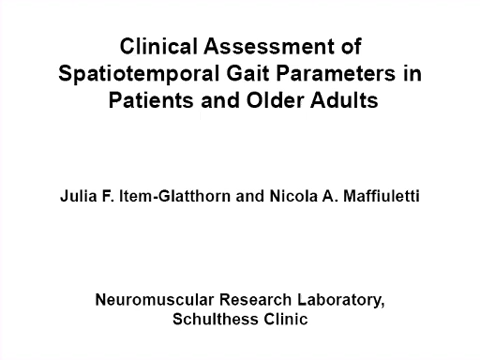 Clinical Assessment of
Spatiotemporal Gait Parameters in
Patients and Older Adults
Julia F. Item-Glatthorn and Nicola A. Maffiuletti
Neuromuscular Research Laboratory,
Schulthess Clinic